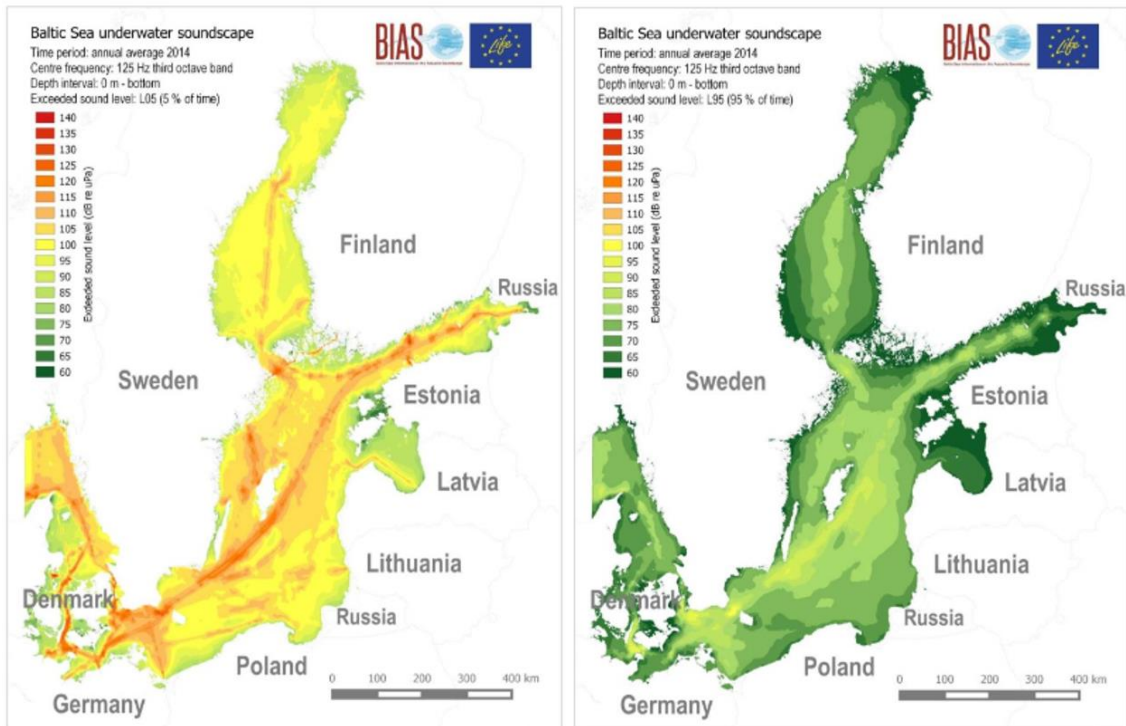 Baltic Sea underwater soundscape
Time period: annual average 2014
Centre frequency: 125 Hz third octave band
Depth interval: 0 m - bottom
Exceeded sound level: L05 (5 % of time)
BIAS
Life
140
135
130
125
120
115
110
105
100
95
90
85
80
75
70
65
60
Exceeded sound level (dB re uPa)
Finland
Russia
Sweden
Estonia
Latvia
Lithuania
Denmark
Russia
Poland
Germany
0 100 200 300 400 km
Baltic Sea underwater soundscape
Time period: annual average 2014
Centre frequency: 125 Hz third octave band
Depth interval: 0 m - bottom
Exceeded sound level: L95 (95 % of time)
BIAS
Life
140
135
130
125
120
115
110
105
100
95
90
85
80
75
70
65
60
Exceeded sound level (dB re uPa)
Finland
Russia
Sweden
Estonia
Latvia
Lithuania
Denmark
Russia
Poland
Germany
0 100 200 300 400 km